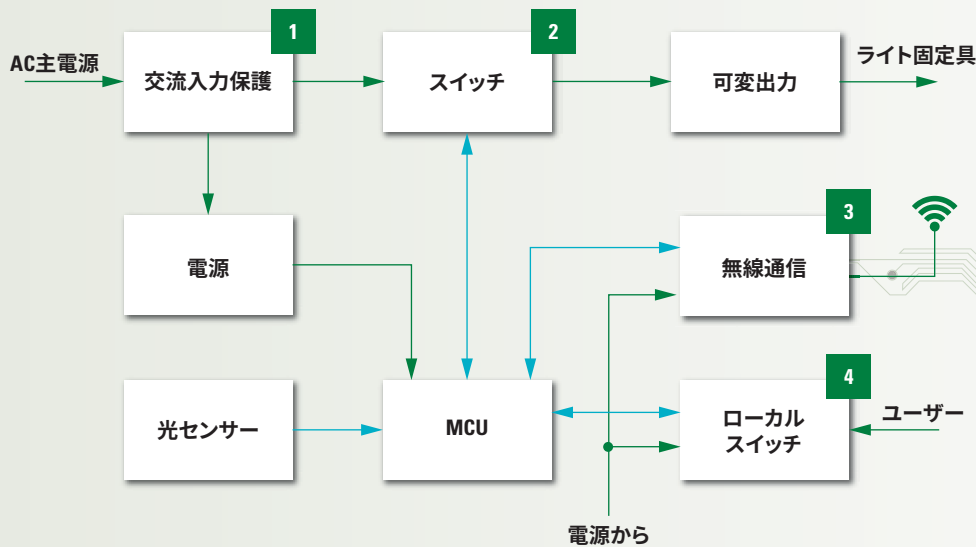 1
2
AC主電源
交流入力保護
スイッチ
可変出力
ライト固定具
3
電源
無線通信
4
光センサー
MCU
ローカル
スイッチ
ユーザー
電源から